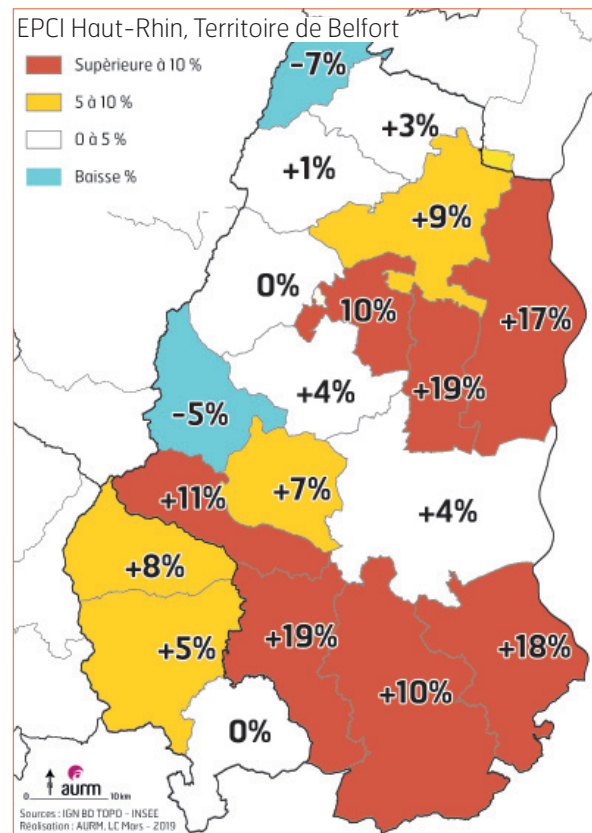 EPCI Haut-Rhin, Territoire de Belfort
Supérieure à 10 %
5 à 10 %
0 à 5 %
Baisse %
-7%
+3%
+1%
+9%
0%
10%
+17%
+4%
+19%
-5%
+11%
+7%
+4%
+8%
+19%
+18%
+5%
+10%
0%
aurm
0 10 km
Sources : IGN BD TOPO - INSEE
Réalisation : AURM, LC Mars - 2019